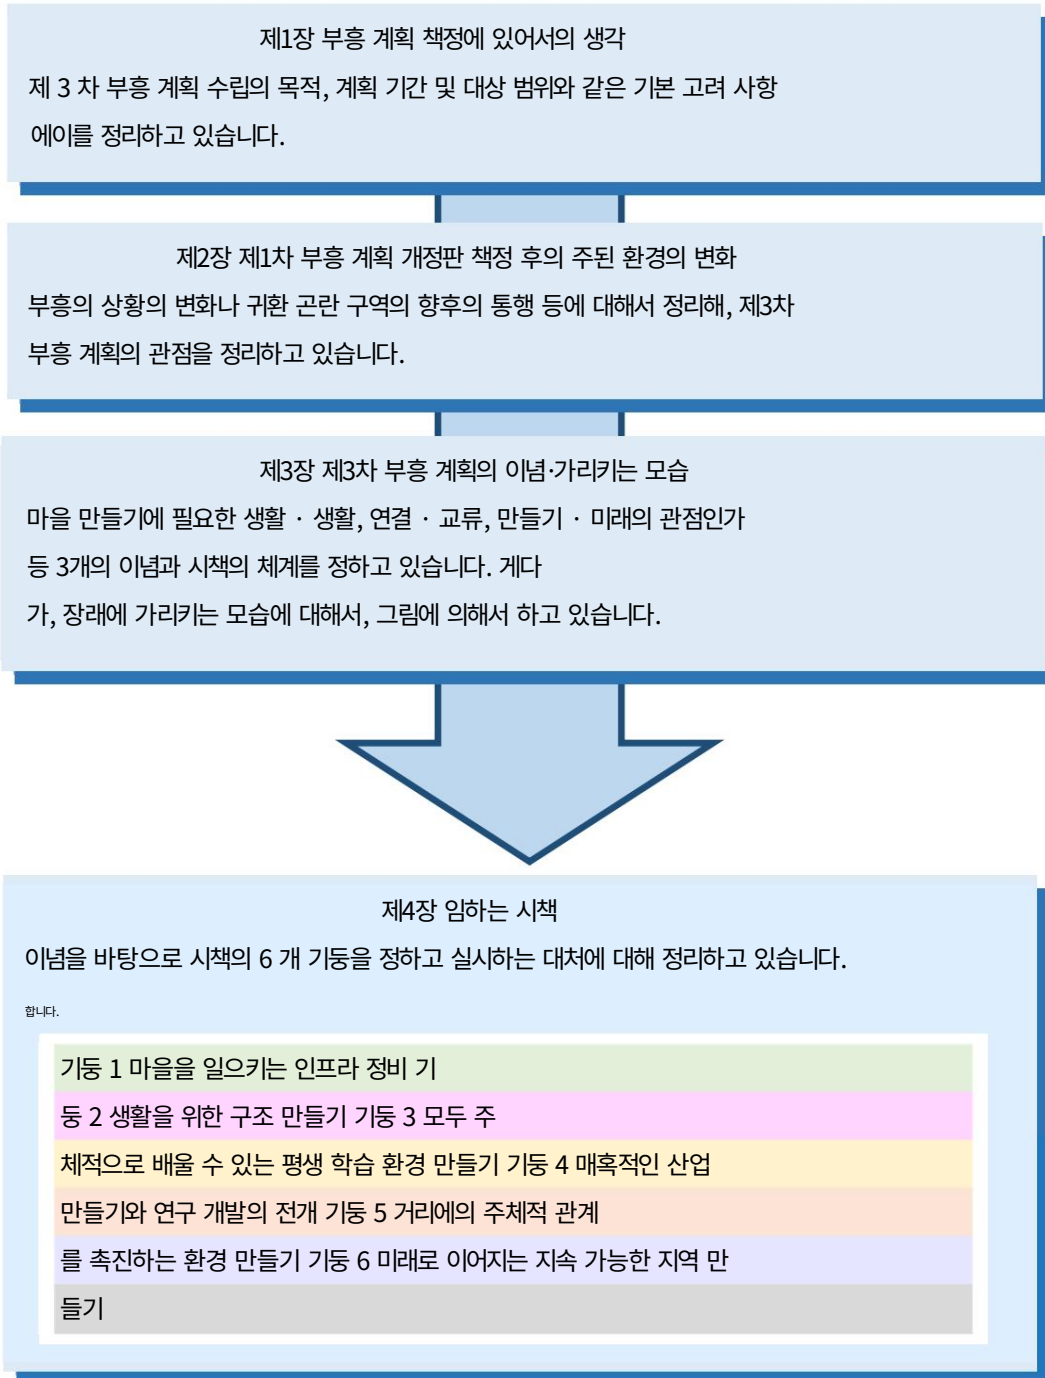 제1장 부흥 계획 책정에 있어서의 생각
제 3 차 부흥 계획 수립의 목적, 계획 기간 및 대상 범위와 같은 기본 고려 사항
에이를 정리하고 있습니다.
제2장 제1차 부흥 계획 개정판 책정 후의 주된 환경의 변화
부흥의 상황의 변화나 귀환 곤란 구역의 향후의 통행 등에 대해서 정리해, 제3차
부흥 계획의 관점을 정리하고 있습니다.
제3장 제3차 부흥 계획의 이념·가리키는 모습
마을 만들기에 필요한 생활 · 생활, 연결 · 교류, 만들기 · 미래의 관점인가
등 3개의 이념과 시책의 체계를 정하고 있습니다. 게다
가, 장래에 가리키는 모습에 대해서, 그림에 의해서 하고 있습니다.
제4장 임하는 시책
이념을 바탕으로 시책의 6 개 기둥을 정하고 실시하는 대처에 대해 정리하고 있습니다.
합니다.
기둥 1 마을을 일으키는 인프라 정비 기
둥 2 생활을 위한 구조 만들기 기둥 3 모두 주
체적으로 배울 수 있는 평생 학습 환경 만들기 기둥 4 매혹적인 산업
만들기와 연구 개발의 전개 기둥 5 거리에의 주체적 관계
를 촉진하는 환경 만들기 기둥 6 미래로 이어지는 지속 가능한 지역 만
들기